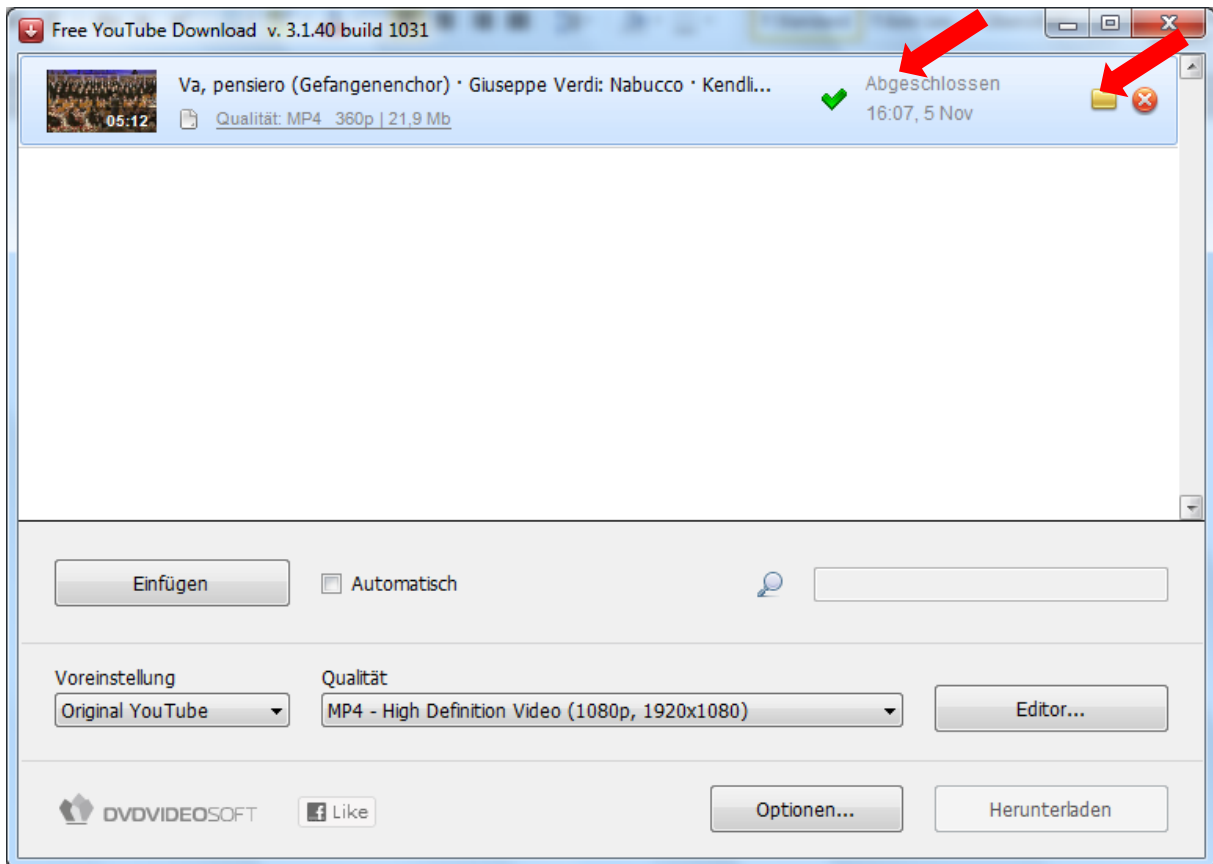 Free YouTube Download v. 3.1.40 build 1031
Va, pensiero (Gefangenenchor) · Giuseppe Verdi: Nabucco · Kendli...
Abgeschlossen
05:12
Qualität: MP4 360p | 21,9 Mb
16:07, 5 Nov
Einfügen
Automatisch
Voreinstellung
Qualität
Original YouTube
MP4 - High Definition Video (1080p, 1920x1080)
Editor...
DVDVIDEOSOFT
Like
Optionen...
Herunterladen